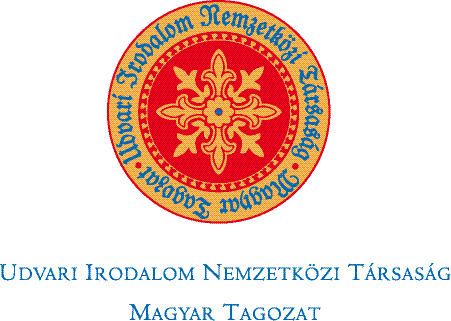 Udvari Irodalom Nemzetközi Társaság • Magyar Tagozat •
UDVARI IRODALOM NEMZETKÖZI TÁRSASÁG
MAGYAR TAGOZAT